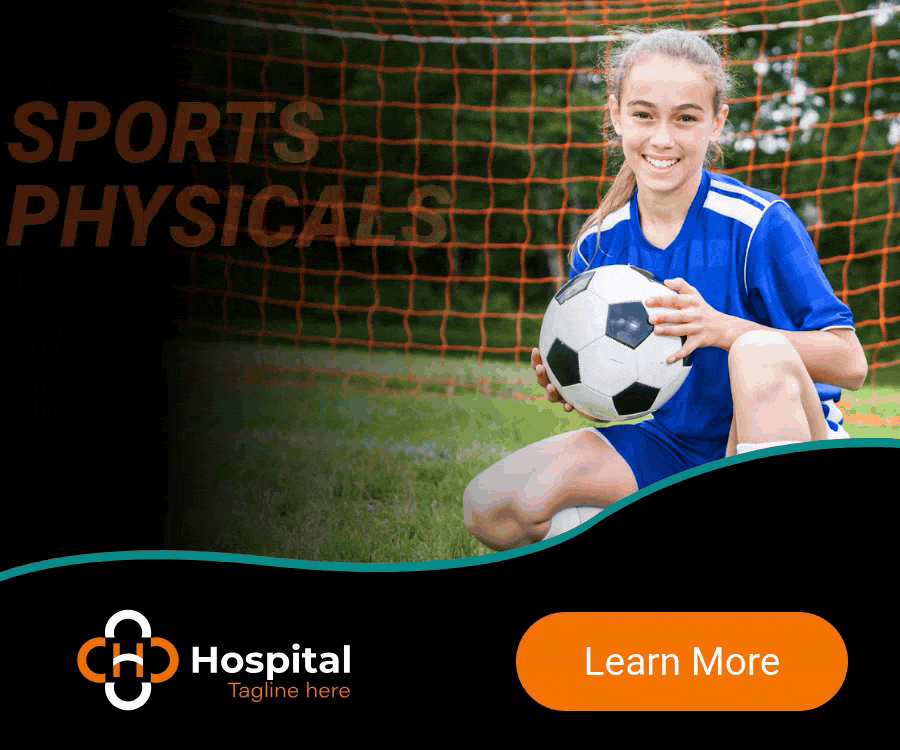 SPORTS
PHYSICALS
H
Hospital
Tagline here
Learn More